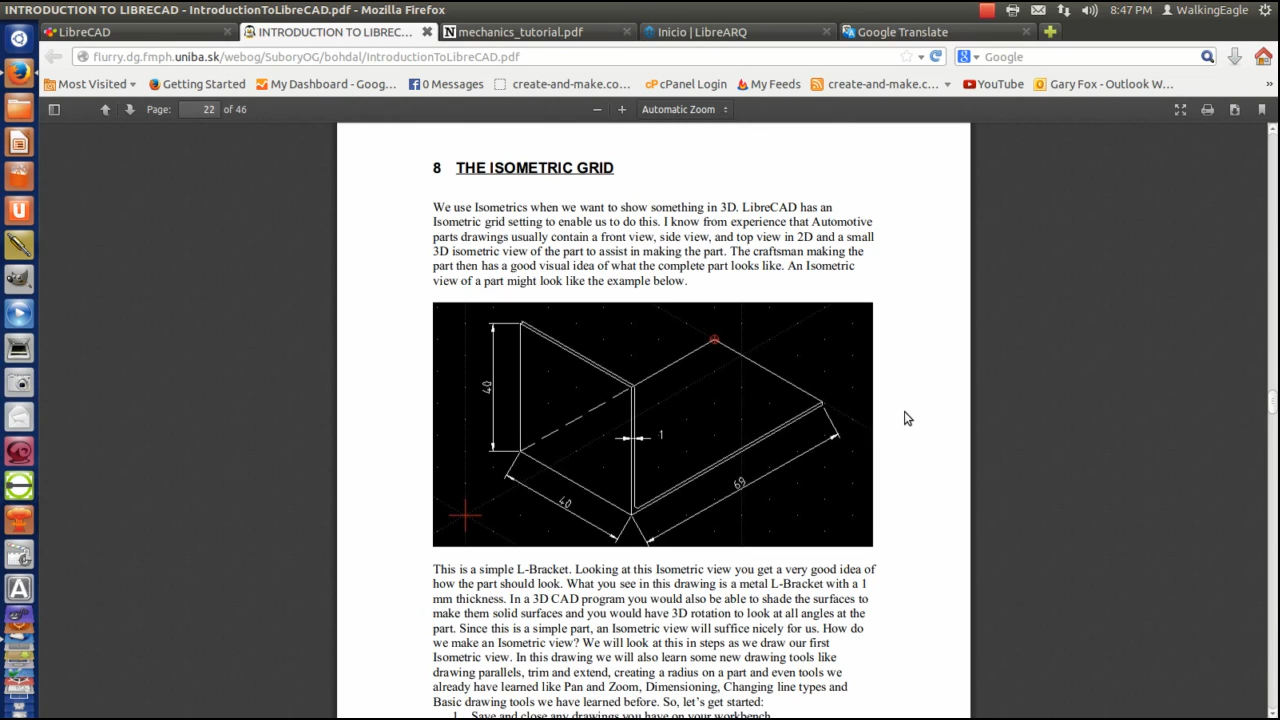 INTRODUCTION TO LIBRECAD - IntroductionToLibreCAD.pdf - Mozilla Firefox
8:47 PM WalkingEagle
LibreCAD
INTRODUCTION TO LIBREC...
mechanics_tutorial.pdf
Inicio | LibreARQ
Google Translate
flurry.dg.fmph.uniba.sk/webog/SuboryOG/bohdal/IntroductionToLibreCAD.pdf
Google
Most Visited
Getting Started
My Dashboard - Goog...
0 Messages
create-and-make.co...
cPanel Login
My Feeds
create-and-make.c...
YouTube
Gary Fox - Outlook W...
Page: 22 of 46
Automatic Zoom
8 THE ISOMETRIC GRID
We use Isometrics when we want to show something in 3D. LibreCAD has an
Isometric grid setting to enable us to do this. I know from experience that Automotive
parts drawings usually contain a front view, side view, and top view in 2D and a small
3D isometric view of the part to assist in making the part. The craftsman making the
part then has a good visual idea of what the complete part looks like. An Isometric
view of a part might look like the example below.
40
1
40
69
This is a simple L-Bracket. Looking at this Isometric view you get a very good idea of
how the part should look. What you see in this drawing is a metal L-Bracket with a 1
mm thickness. In a 3D CAD program you would also be able to shade the surfaces to
make them solid surfaces and you would have 3D rotation to look at all angles at the
part. Since this is a simple part, an Isometric view will suffice nicely for us. How do
we make an Isometric view? We will look at this in steps as we draw our first
Isometric view. In this drawing we will also learn some new drawing tools like
drawing parallels, trim and extend, creating a radius on a part and even tools we
already have learned like Pan and Zoom, Dimensioning, Changing line types and
Basic drawing tools we have learned before. So, let's get started:
1. Save and close any drawings you have on your workbench